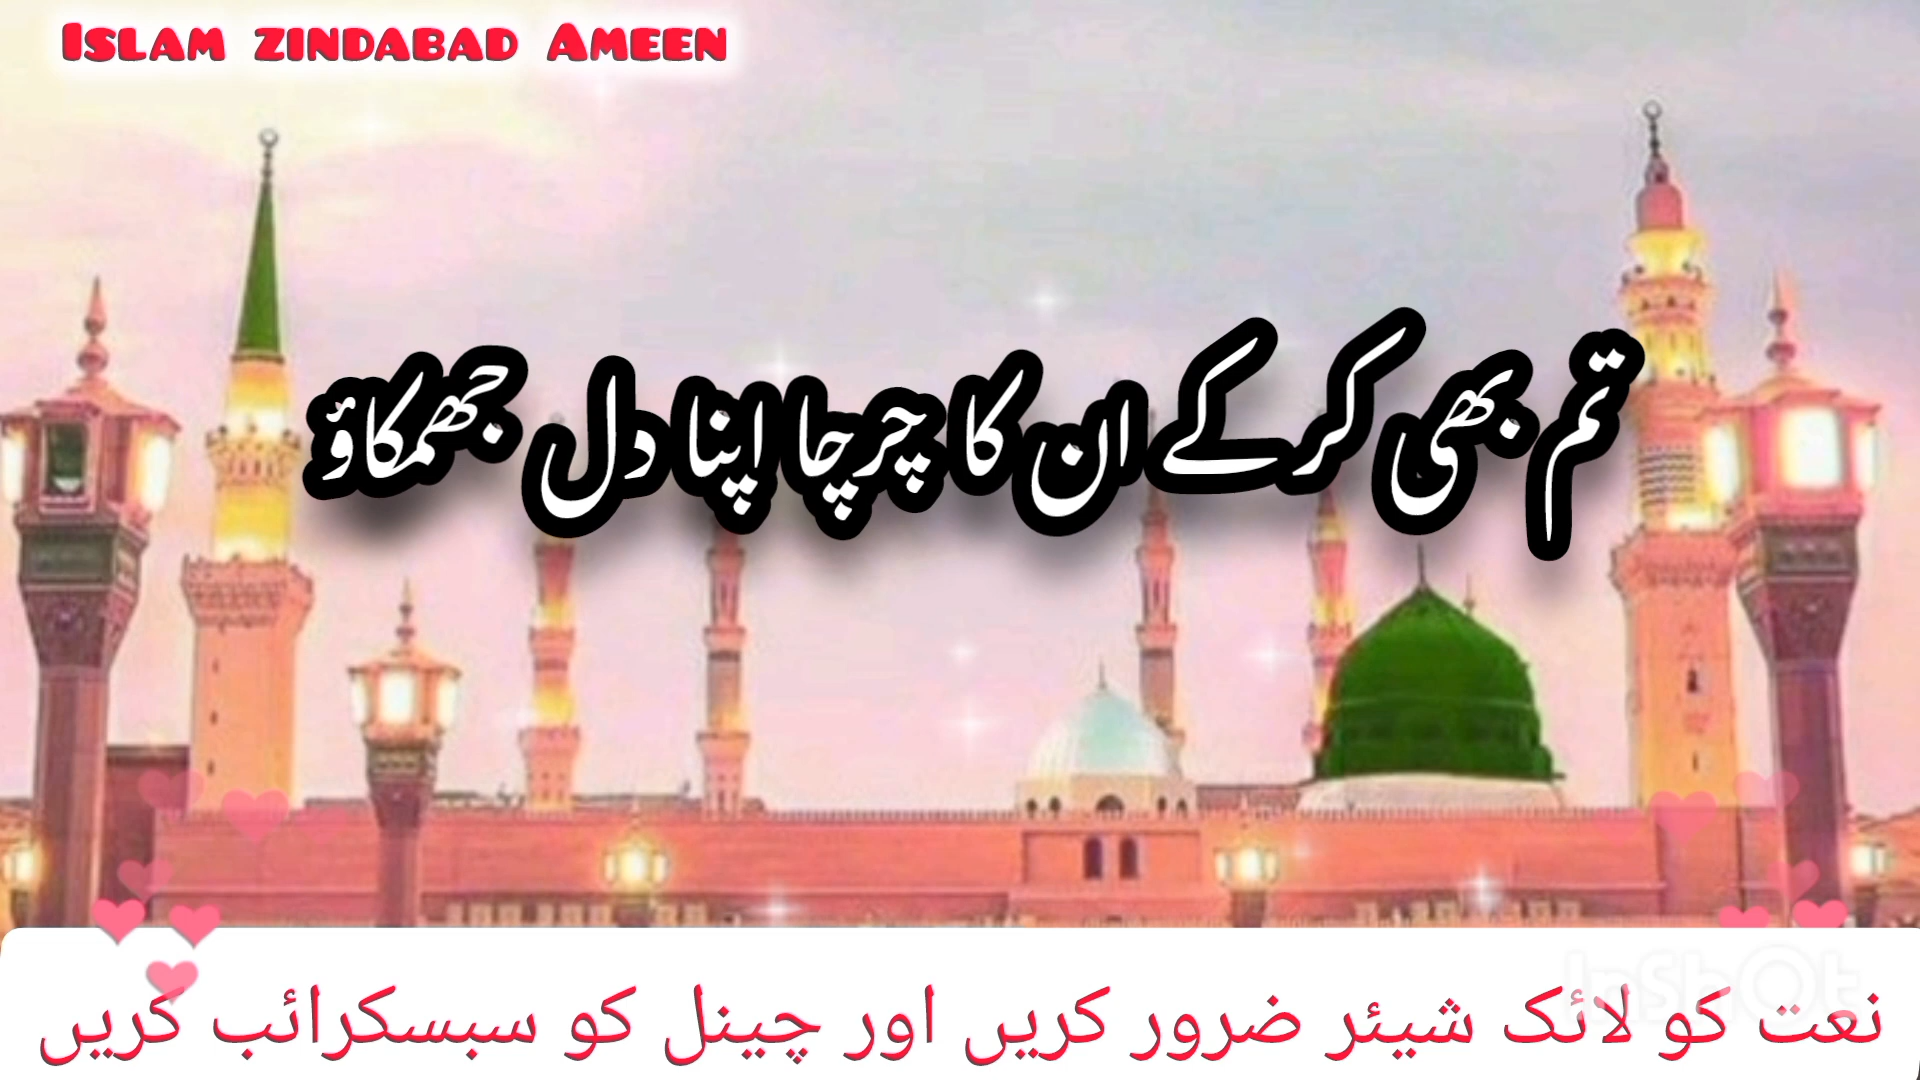 Islam zindabad Ameen
تم بھی کر کے ان کا چرچا اپنا دل جھمکاؤ
نعت کو لائک شیئر ضرور کریں اور چینل کو سبسکرائب کریں
InShOt